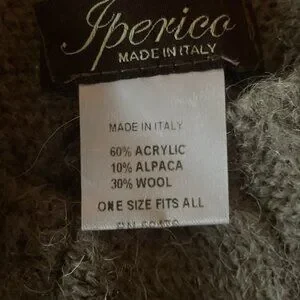 Iperico
MADE IN ITALY
MADE IN ITALY
60% ACRYLIC
10% ALPACA
30% WOOL
ONE SIZE FITS ALL